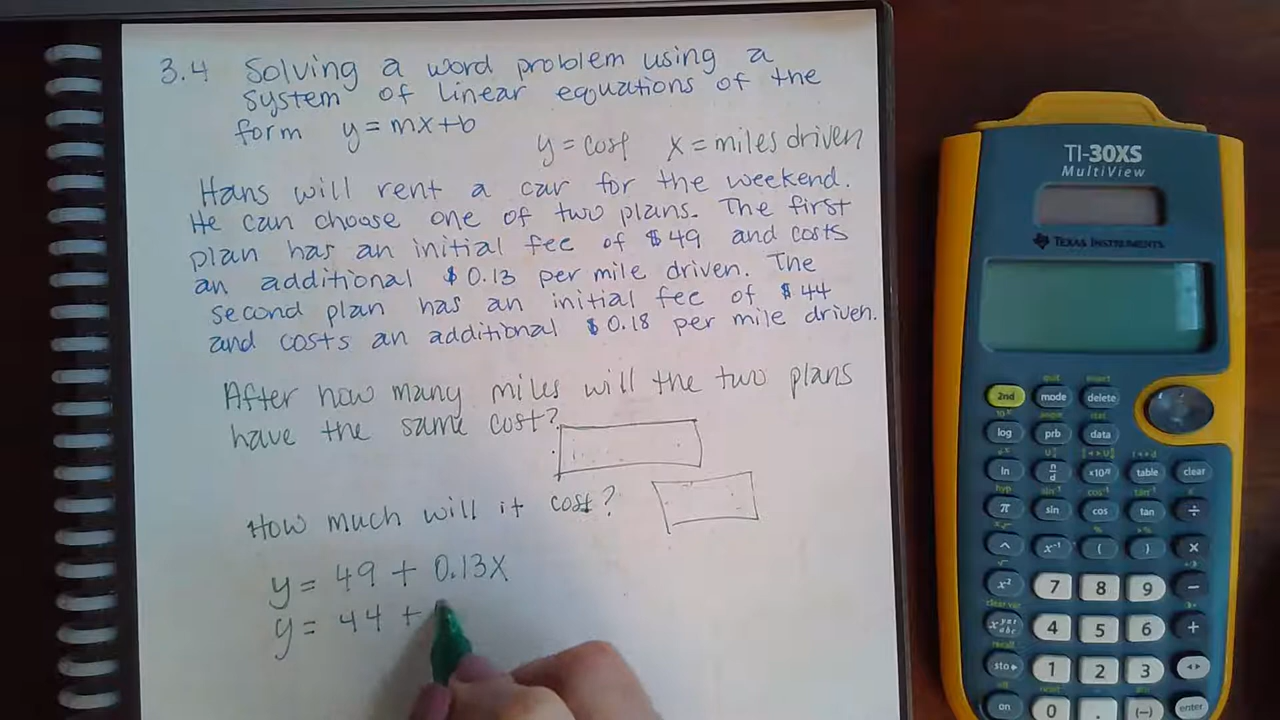 3.4 Solving a word problem using a
system of linear equations of the
form y = mx+b
y = cost x = miles driven
Hans will rent a car for the weekend.
He can choose one of two plans. The first
plan has an initial fee of $49 and costs
an additional $0.13 per mile driven. The
second plan has an initial fee of $44
and costs an additional $0.18 per mile driven.
After how many miles will the two plans
have the same cost?
How much will it cost?
y = 49 + 0.13x
y = 44 +
TI-30XS
MultiView
TEXAS INSTRUMENTS
2nd mode delete
log prb data
ln n/d table clear
π sin cos tan ÷
^ x⁻¹ ( ) ×
x² 7 8 9 −
4 5 6 +
sto▸ 1 2 3 ◂▸
on 0 . (−) enter